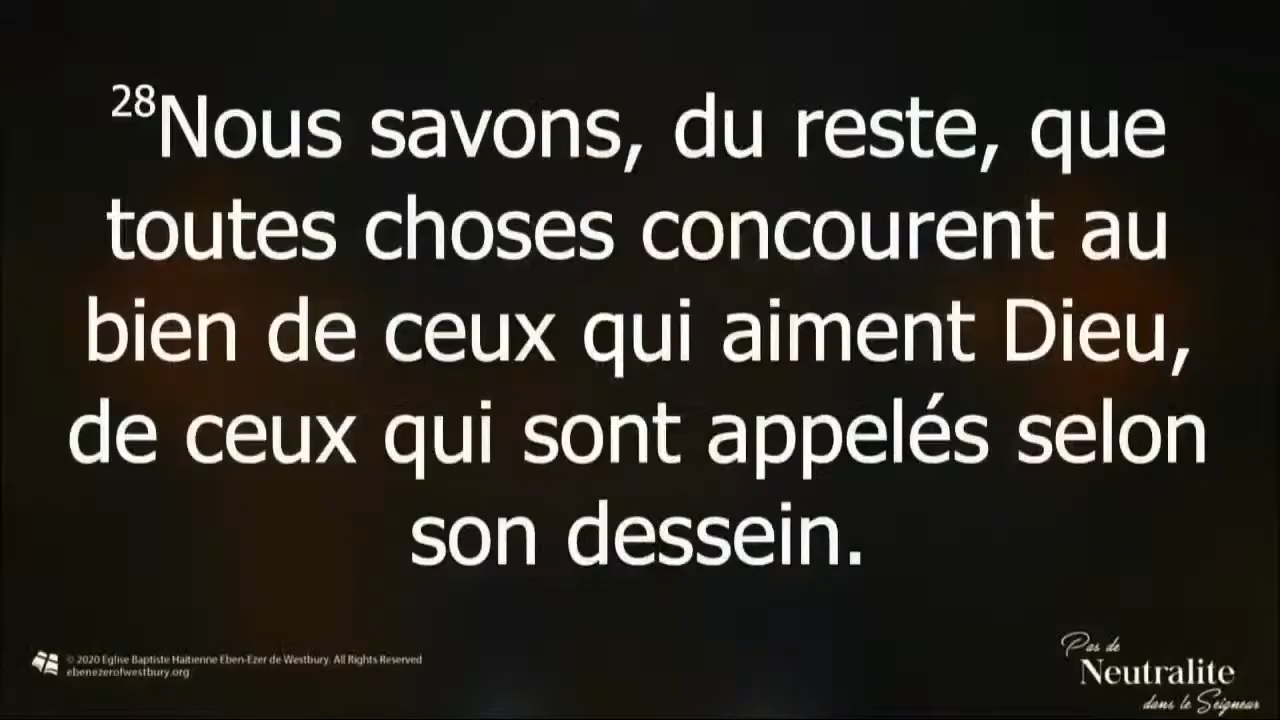 28Nous savons, du reste, que
toutes choses concourent au
bien de ceux qui aiment Dieu,
de ceux qui sont appelés selon
son dessein.
© 2020 Eglise Baptiste Haitienne Eben-Ezer de Westbury. All Rights Reserved
ebenezerofwestbury.org
Pas de
Neutralite
dans le Seigneur